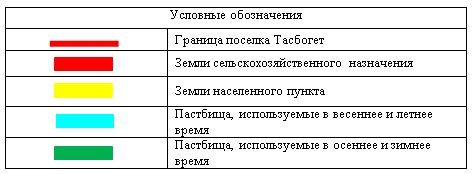 Условные обозначения
Граница поселка Тасбогет
Земли сельскохозяйственного назначения
Земли населенного пункта
Пастбища, используемые в весеннее и летнее
время
Пастбища, используемые в осеннее и зимнее
время